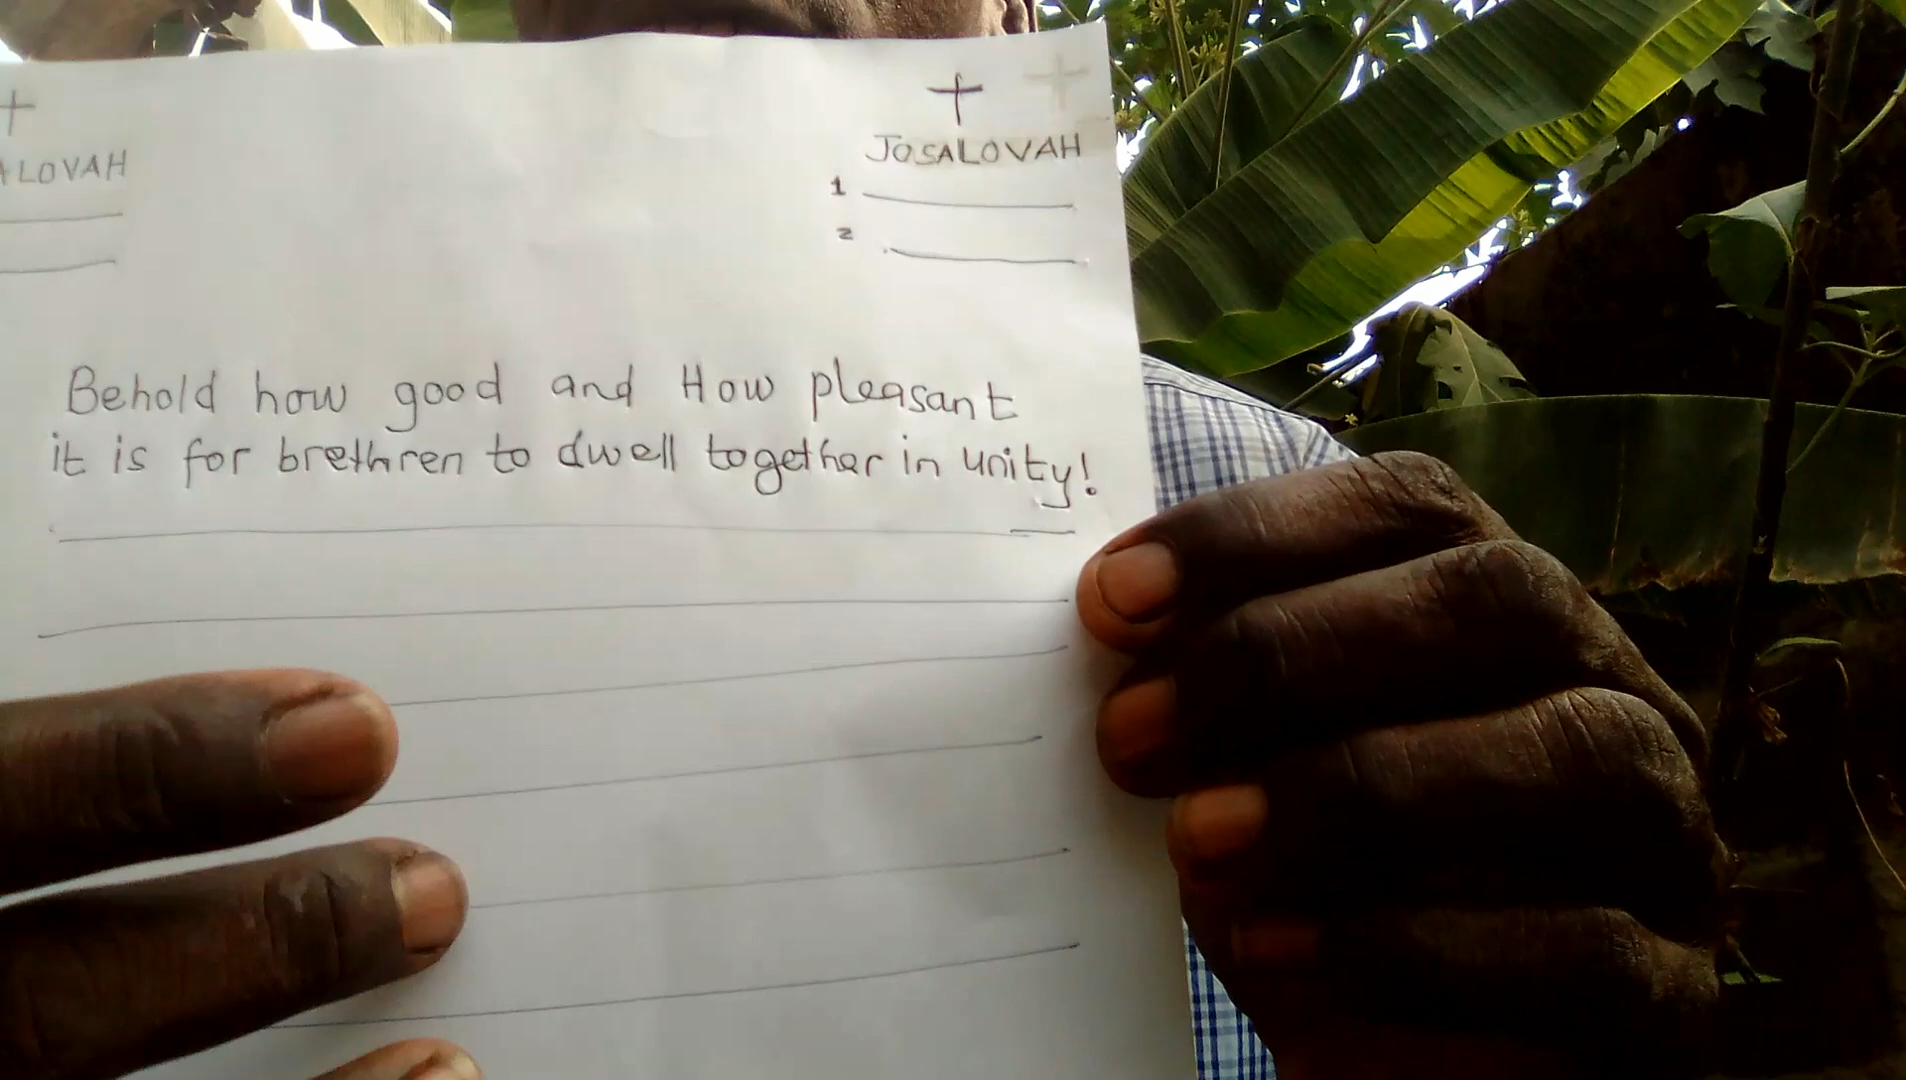 ALOVAH
JOSALOVAH
1
2
Behold how good and How pleasant
it is for brethren to dwell together in unity!